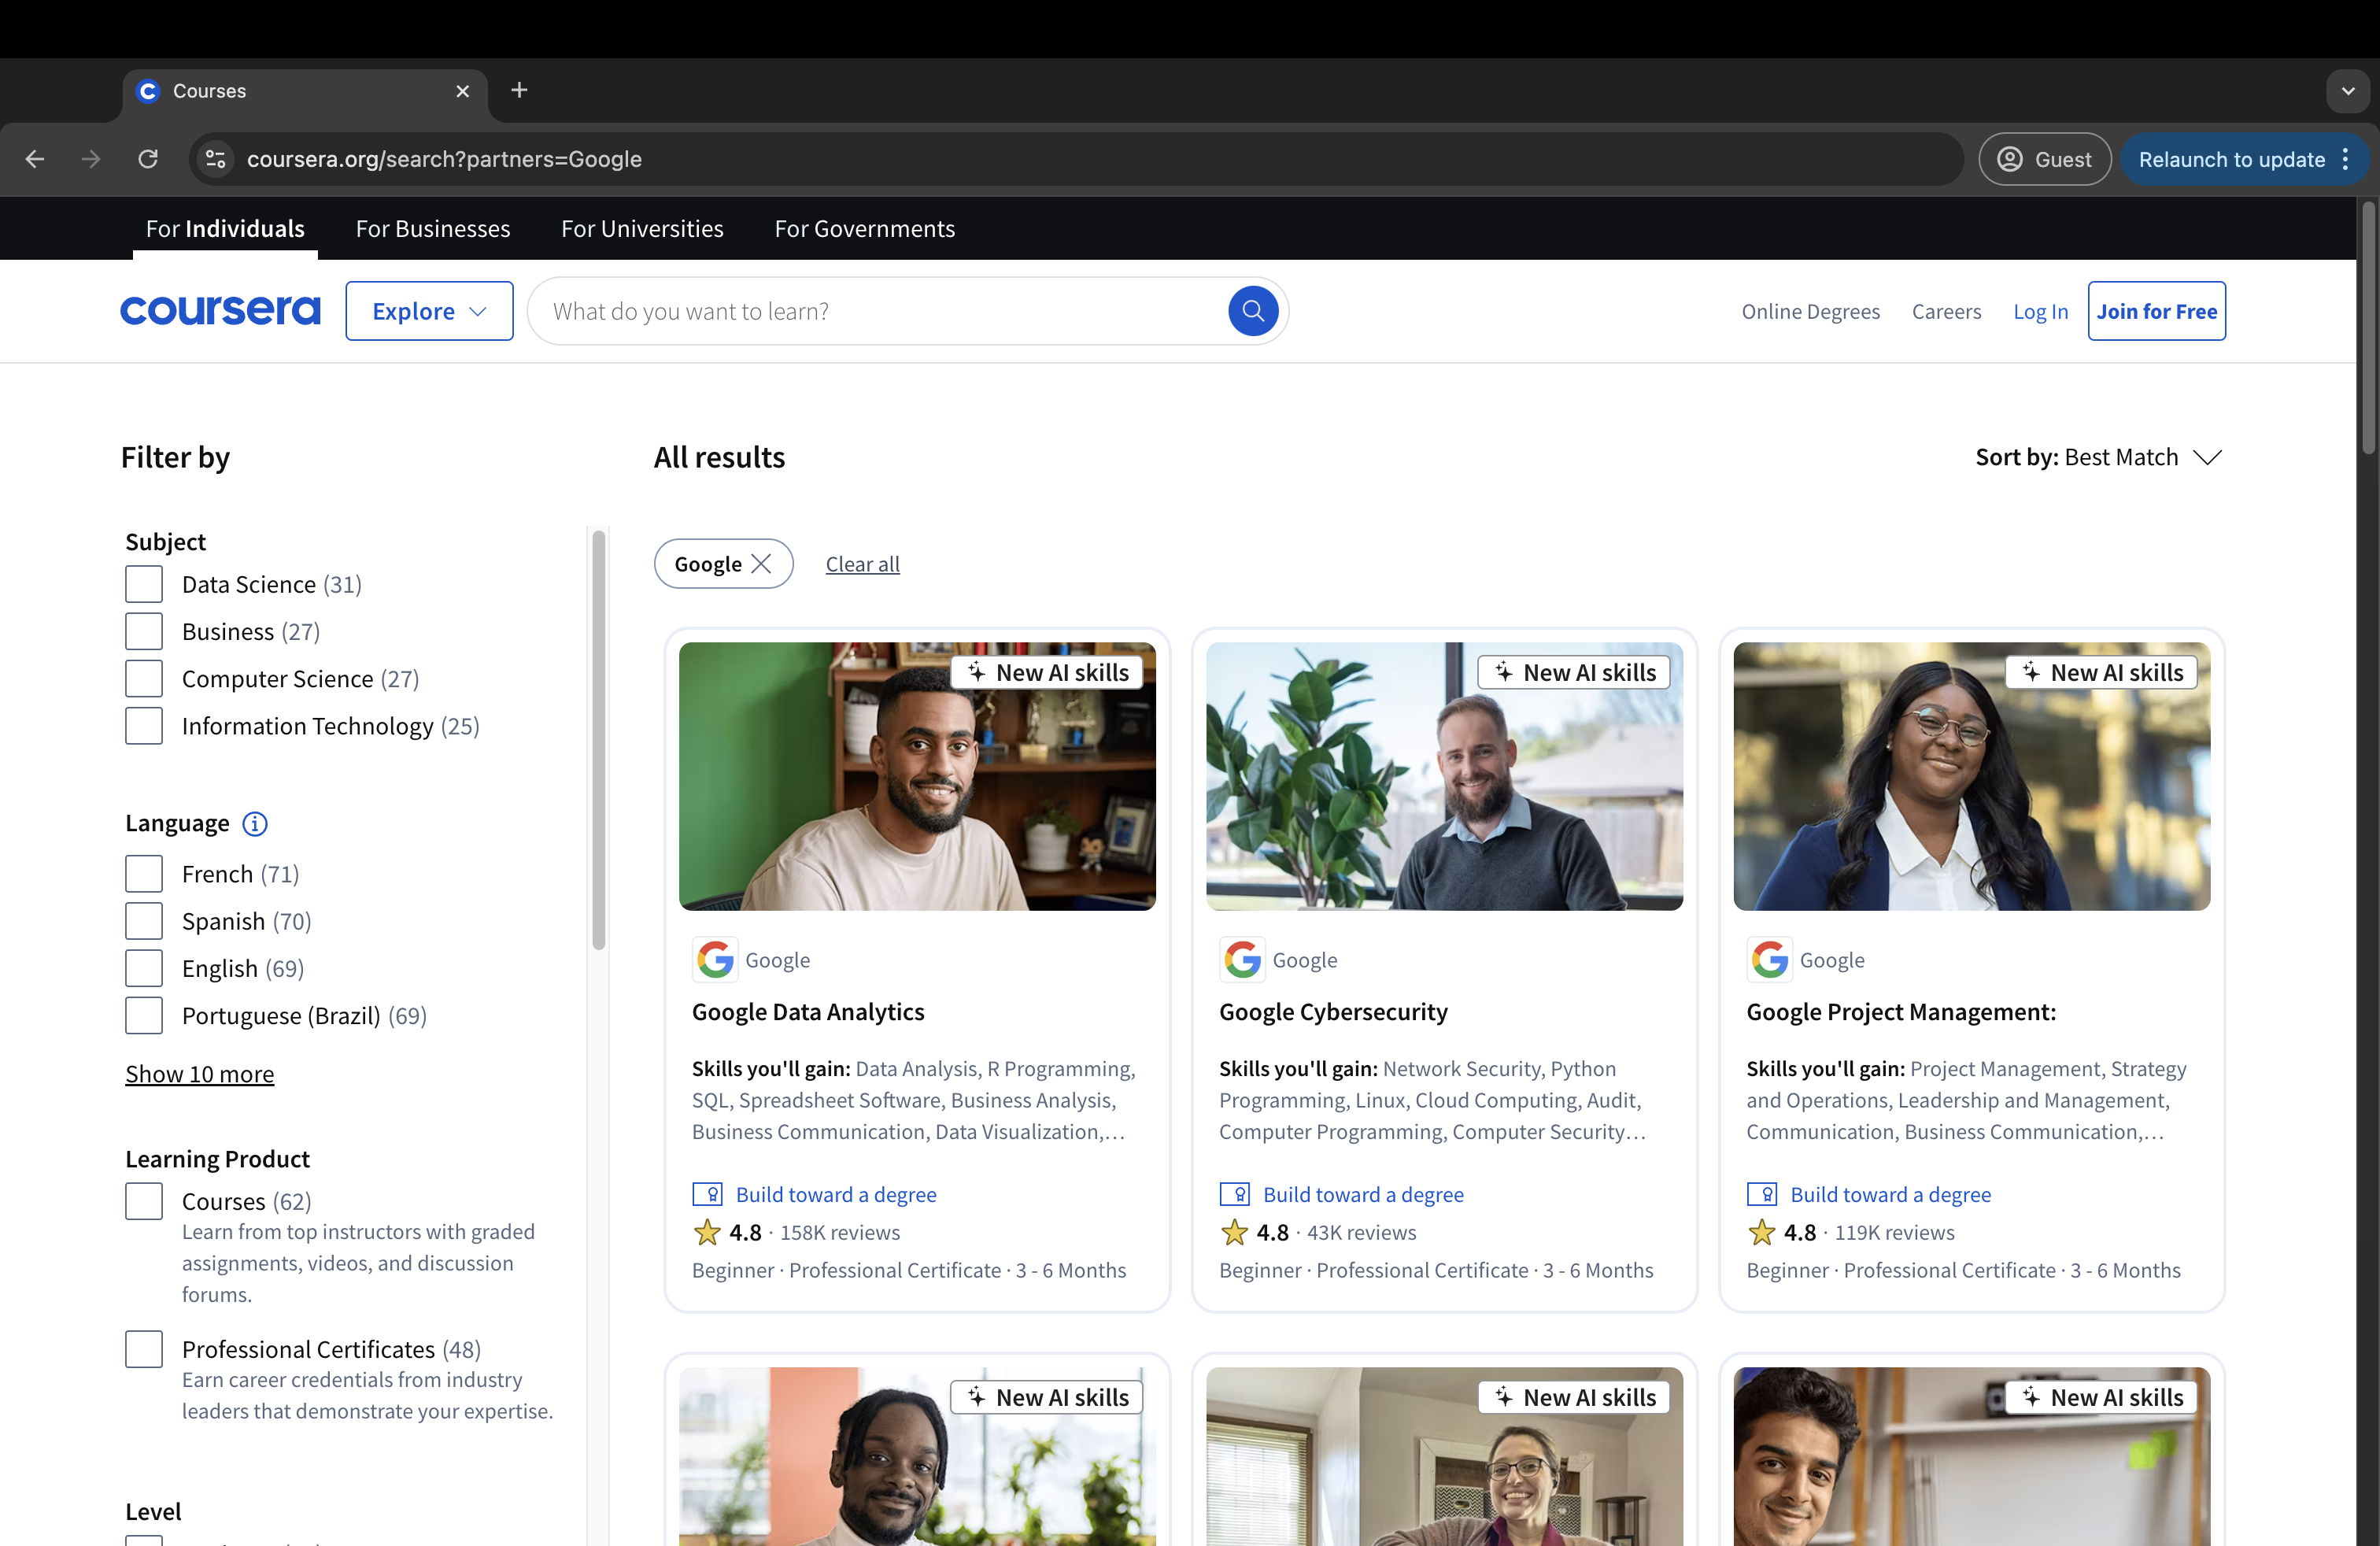 Courses
coursera.org/search?partners=Google
Guest
Relaunch to update
For Individuals
For Businesses
For Universities
For Governments
coursera
Explore
What do you want to learn?
Online Degrees
Careers
Log In
Join for Free
Filter by
Subject
Data Science (31)
Business (27)
Computer Science (27)
Information Technology (25)
Language
French (71)
Spanish (70)
English (69)
Portuguese (Brazil) (69)
Show 10 more
Learning Product
Courses (62)
Learn from top instructors with graded
assignments, videos, and discussion
forums.
Professional Certificates (48)
Earn career credentials from industry
leaders that demonstrate your expertise.
Level
All results
Sort by: Best Match
Google
Clear all
New AI skills
Google
Google Data Analytics
Skills you'll gain: Data Analysis, R Programming,
SQL, Spreadsheet Software, Business Analysis,
Business Communication, Data Visualization,...
Build toward a degree
4.8 · 158K reviews
Beginner · Professional Certificate · 3 - 6 Months
New AI skills
Google
Google Cybersecurity
Skills you'll gain: Network Security, Python
Programming, Linux, Cloud Computing, Audit,
Computer Programming, Computer Security...
Build toward a degree
4.8 · 43K reviews
Beginner · Professional Certificate · 3 - 6 Months
New AI skills
Google
Google Project Management:
Skills you'll gain: Project Management, Strategy
and Operations, Leadership and Management,
Communication, Business Communication,...
Build toward a degree
4.8 · 119K reviews
Beginner · Professional Certificate · 3 - 6 Months
New AI skills
New AI skills
New AI skills